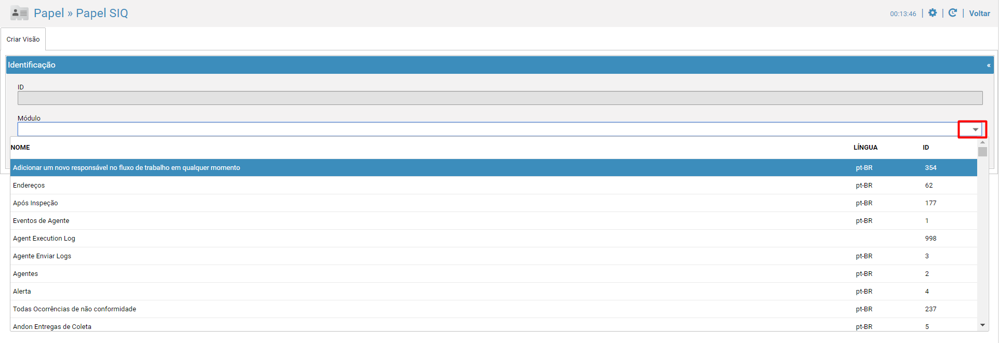 Papel » Papel SIQ
00:13:46 | | | Voltar
Criar Visão
Identificação «
ID
Módulo
NOME LÍNGUA ID
Adicionar um novo responsável no fluxo de trabalho em qualquer momento pt-BR 354
Endereços pt-BR 62
Após Inspeção pt-BR 177
Eventos de Agente pt-BR 1
Agent Execution Log 998
Agente Enviar Logs pt-BR 3
Agentes pt-BR 2
Alerta pt-BR 4
Todas Ocorrências de não conformidade pt-BR 237
Andon Entregas de Coleta pt-BR 5